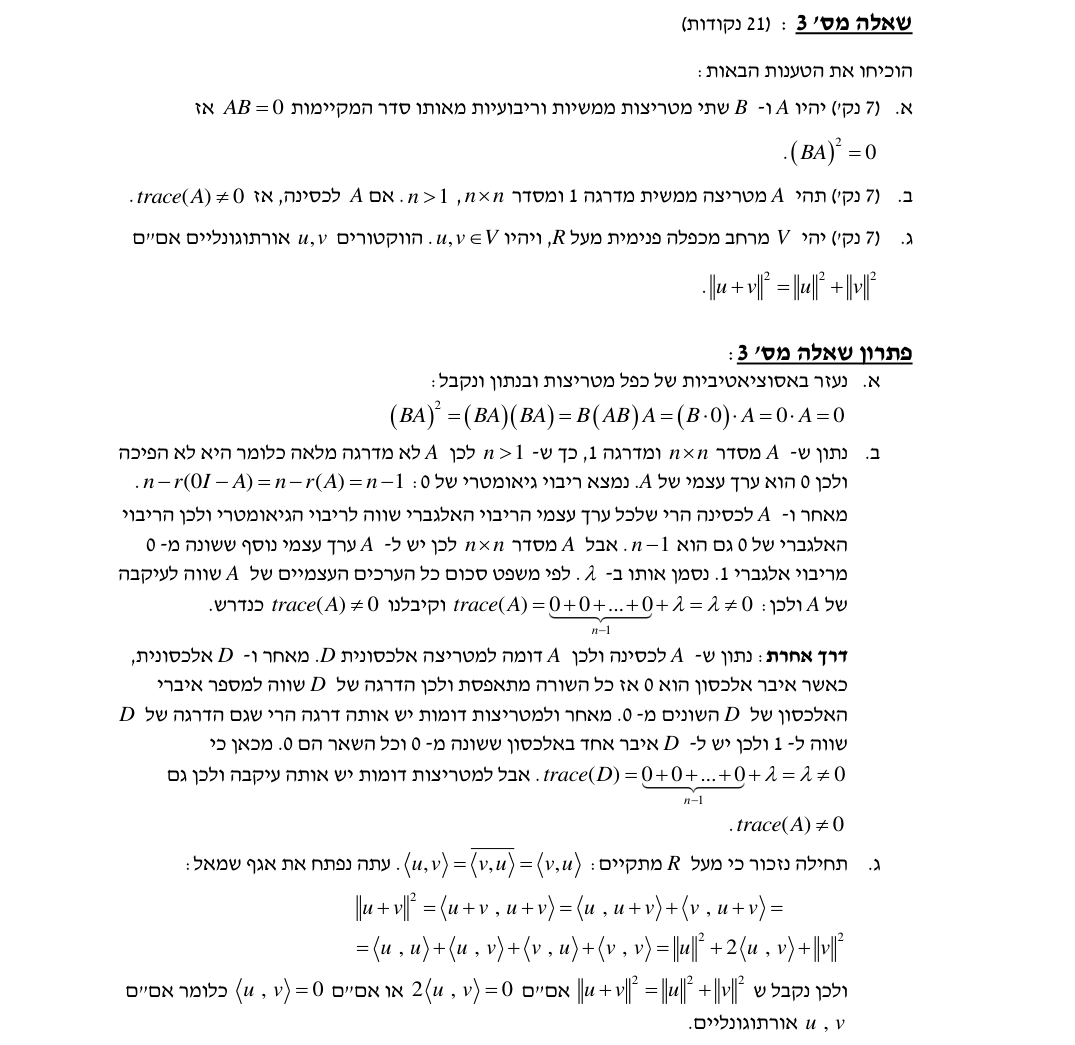 שאלה מס' 3 : (21 נקודות)
הוכיחו את הטענות הבאות:
א. (7 נק') יהיו A ו- B שתי מטריצות ממשיות וריבועיות מאותו סדר המקיימות AB = 0 אז
(BA)² = 0.
ב. (7 נק') תהי A מטריצה ממשית מדרגה 1 ומסדר n×n, n > 1. אם A לכסינה, אז trace(A) ≠ 0.
ג. (7 נק') יהי V מרחב מכפלה פנימית מעל R, ויהיו u, v ∈ V. הווקטורים u, v אורתוגונליים אם״ם
‖u + v‖² = ‖u‖² + ‖v‖².
פתרון שאלה מס' 3:
א. נעזר באסוציאטיביות של כפל מטריצות ובנתון ונקבל:
(BA)² = (BA)(BA) = B(AB)A = (B·0)·A = 0·A = 0
ב. נתון ש- A מסדר n×n ומדרגה 1, כך ש- n > 1 לכן A לא מדרגה מלאה כלומר היא לא הפיכה
ולכן 0 הוא ערך עצמי של A. נמצא ריבוי גיאומטרי של 0: n − r(0I − A) = n − r(A) = n − 1.
מאחר ו- A לכסינה הרי שלכל ערך עצמי הריבוי האלגברי שווה לריבוי הגיאומטרי ולכן הריבוי
האלגברי של 0 גם הוא n − 1. אבל A מסדר n×n לכן יש ל- A ערך עצמי נוסף ששונה מ- 0
מריבוי אלגברי 1. נסמן אותו ב- λ. לפי משפט סכום כל הערכים העצמיים של A שווה לעיקבה
של A ולכן: trace(A) = 0 + 0 + ... + 0 + λ = λ ≠ 0 וקיבלנו trace(A) ≠ 0 כנדרש.
n−1
דרך אחרת: נתון ש- A לכסינה ולכן A דומה למטריצה אלכסונית D. מאחר ו- D אלכסונית,
כאשר איבר אלכסון הוא 0 אז כל השורה מתאפסת ולכן הדרגה של D שווה למספר איברי
האלכסון של D השונים מ- 0. מאחר ולמטריצות דומות יש אותה דרגה הרי שגם הדרגה של D
שווה ל- 1 ולכן יש ל- D איבר אחד באלכסון ששונה מ- 0 וכל השאר הם 0. מכאן כי
trace(D) = 0 + 0 + ... + 0 + λ = λ ≠ 0. אבל למטריצות דומות יש אותה עיקבה ולכן גם
n−1
trace(A) ≠ 0.
ג. תחילה נזכור כי מעל R מתקיים: ⟨u, v⟩ = \overline{⟨v, u⟩} = ⟨v, u⟩. עתה נפתח את אגף שמאל:
‖u + v‖² = ⟨u + v , u + v⟩ = ⟨u , u + v⟩ + ⟨v , u + v⟩ =
= ⟨u , u⟩ + ⟨u , v⟩ + ⟨v , u⟩ + ⟨v , v⟩ = ‖u‖² + 2⟨u , v⟩ + ‖v‖²
ולכן נקבל ש ‖u + v‖² = ‖u‖² + ‖v‖² אם״ם 2⟨u , v⟩ = 0 או אם״ם ⟨u , v⟩ = 0 כלומר אם״ם
u , v אורתוגונליים.